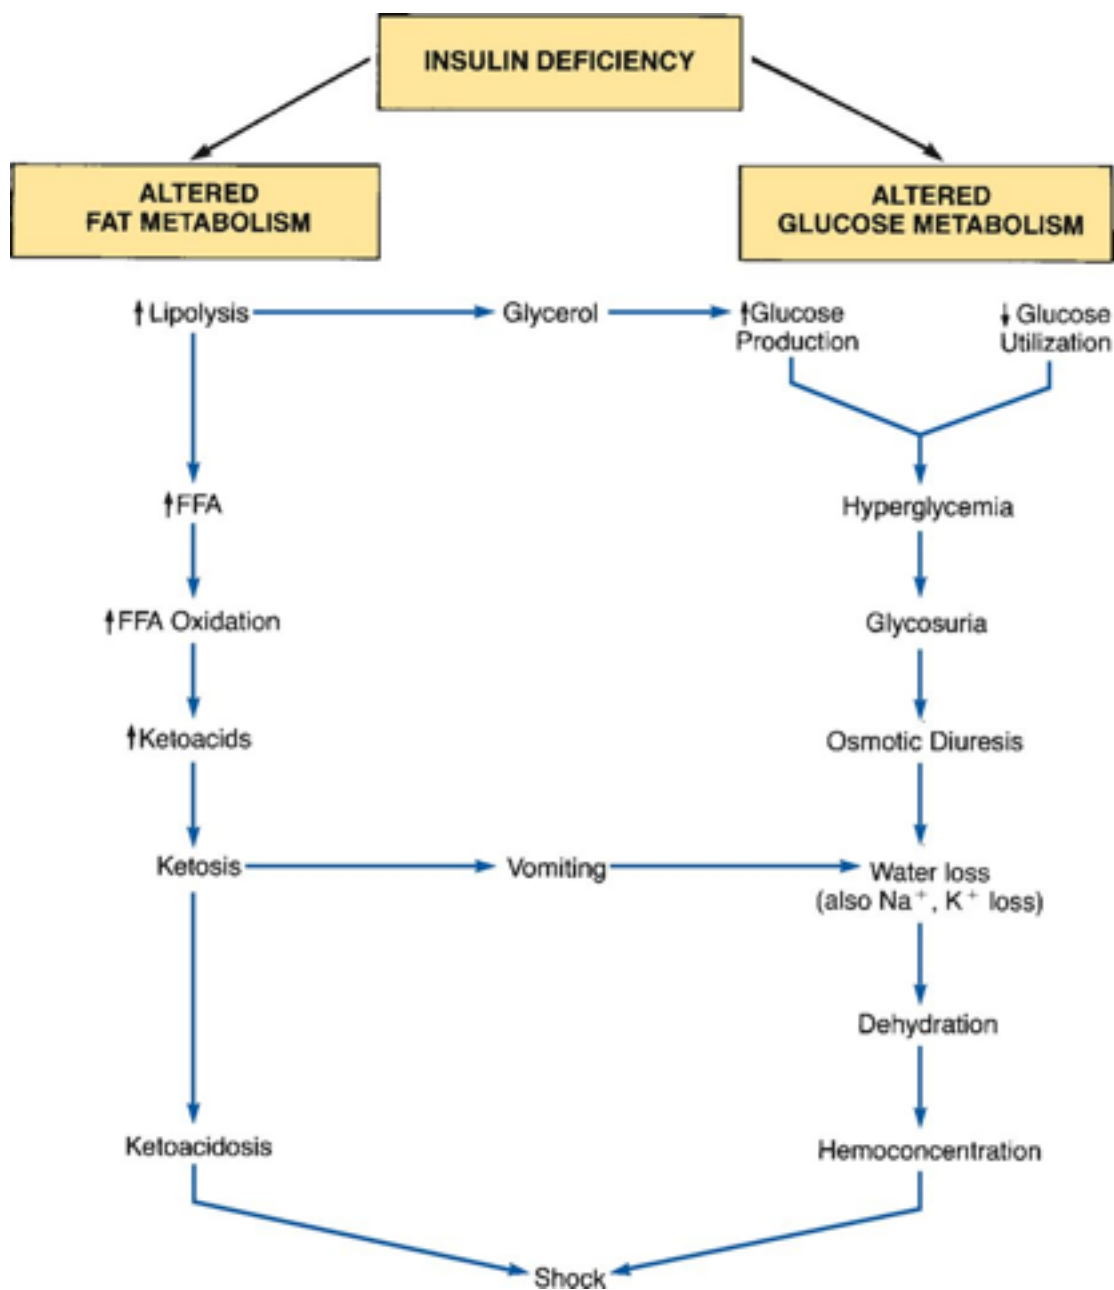 INSULIN DEFICIENCY
ALTERED
FAT METABOLISM
ALTERED
GLUCOSE METABOLISM
↑Lipolysis
Glycerol
↑Glucose
Production
↓ Glucose
Utilization
↑FFA
Hyperglycemia
↑FFA Oxidation
Glycosuria
↑Ketoacids
Osmotic Diuresis
Ketosis
Vomiting
Water loss
(also Na⁺, K⁺ loss)
Dehydration
Ketoacidosis
Hemoconcentration
Shock